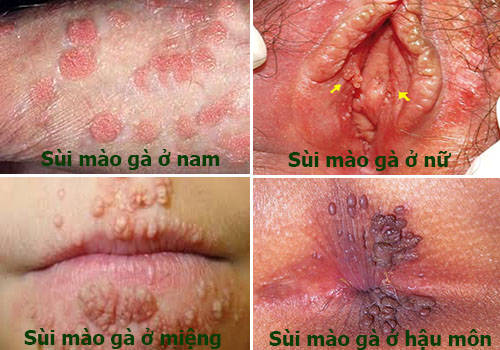 Sùi mào gà ở nam
Sùi mào gà ở nữ
Sùi mào gà ở miệng
Sùi mào gà ở hậu môn